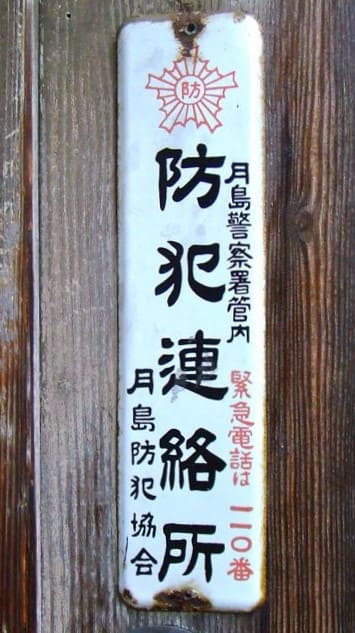 防
月島警察署管内
緊急電話は 一一〇番
防犯連絡所
月島防犯協会